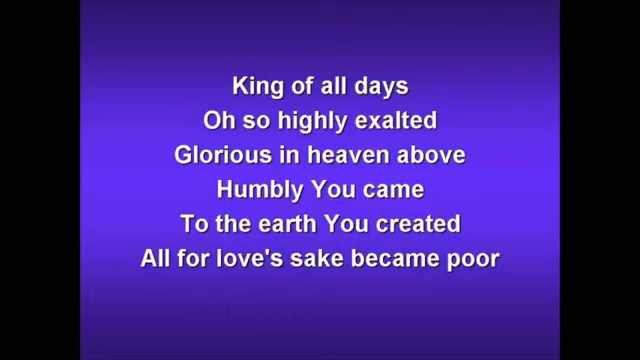 King of all days
Oh so highly exalted
Glorious in heaven above
Humbly You came
To the earth You created
All for love's sake became poor